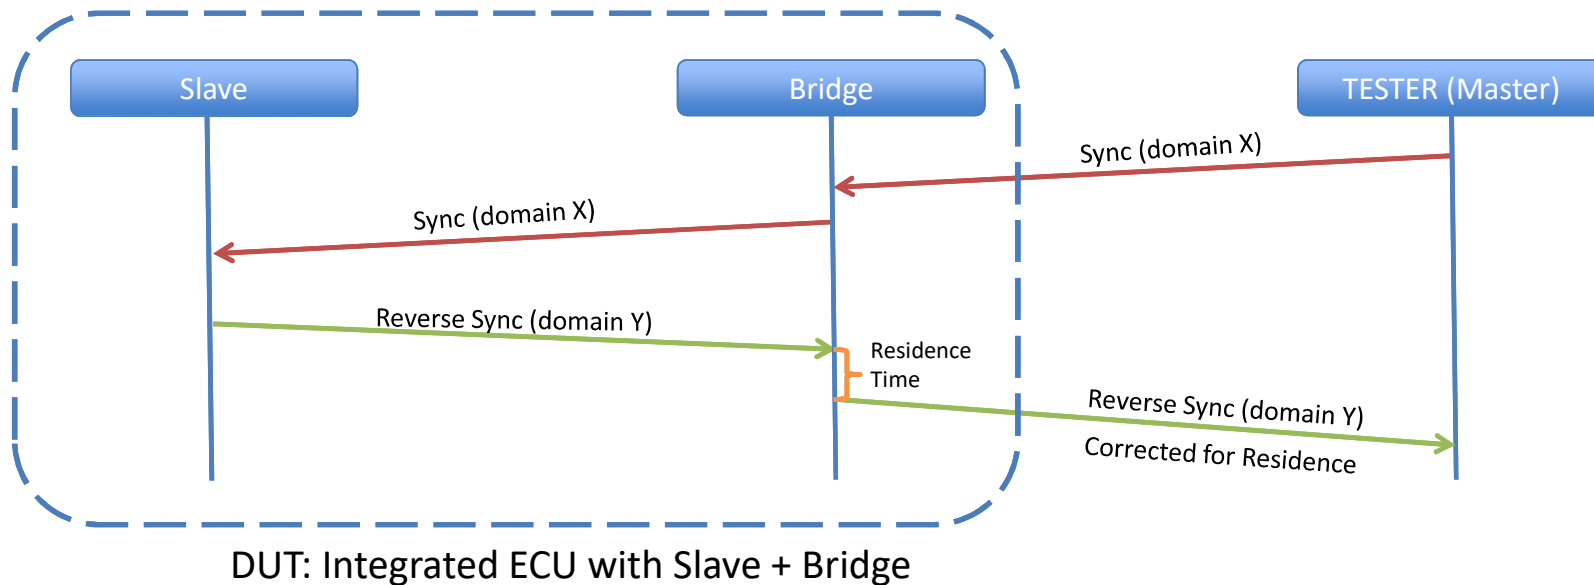 Slave
Bridge
TESTER (Master)
Sync (domain X)
Sync (domain X)
Reverse Sync (domain Y)
Residence
Time
Reverse Sync (domain Y)
Corrected for Residence
DUT: Integrated ECU with Slave + Bridge